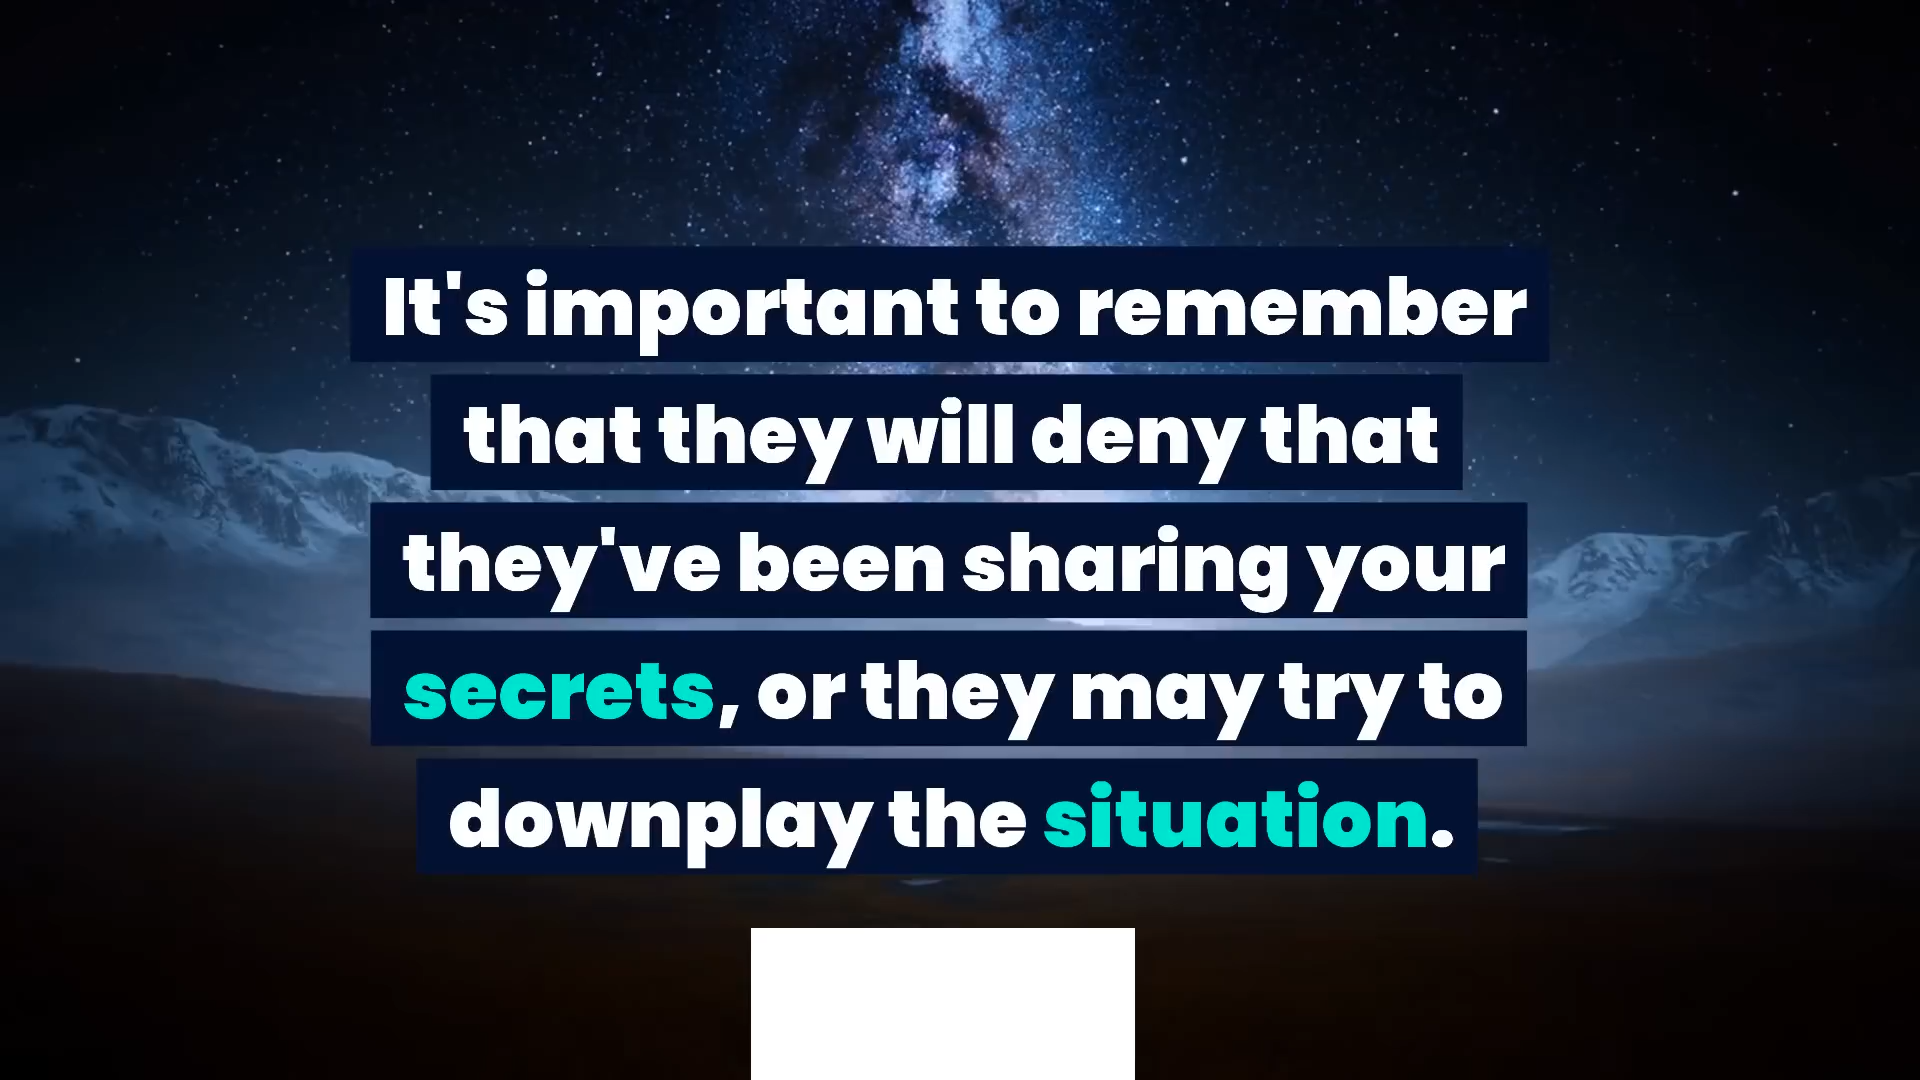 It's important to remember
that they will deny that
they've been sharing your
secrets, or they may try to
downplay the situation.